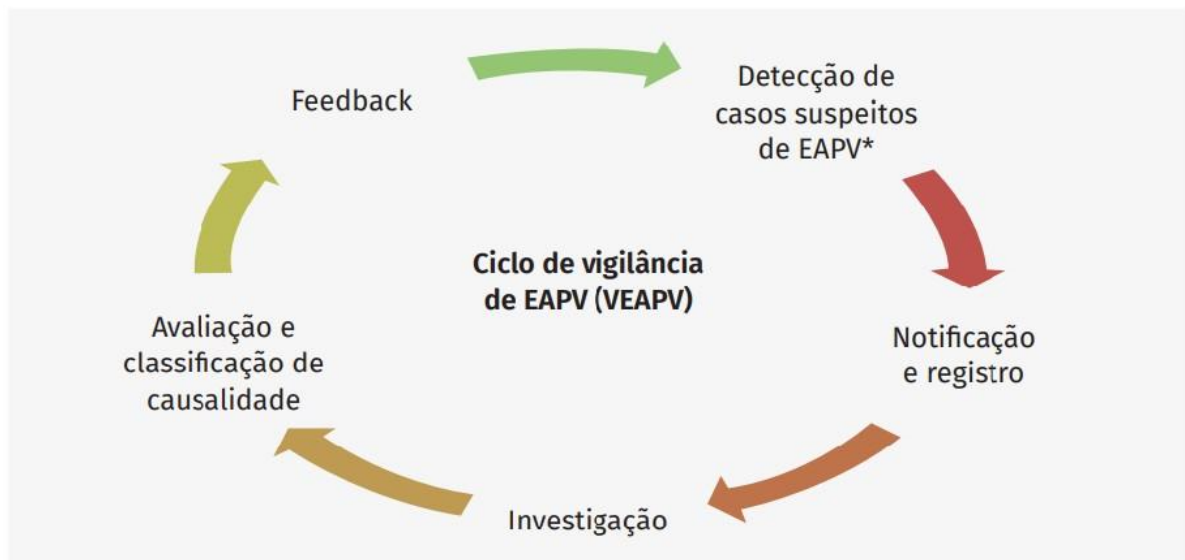 Feedback
Detecção de
casos suspeitos
de EAPV*
Ciclo de vigilância
de EAPV (VEAPV)
Notificação
e registro
Avaliação e
classificação de
causalidade
Investigação